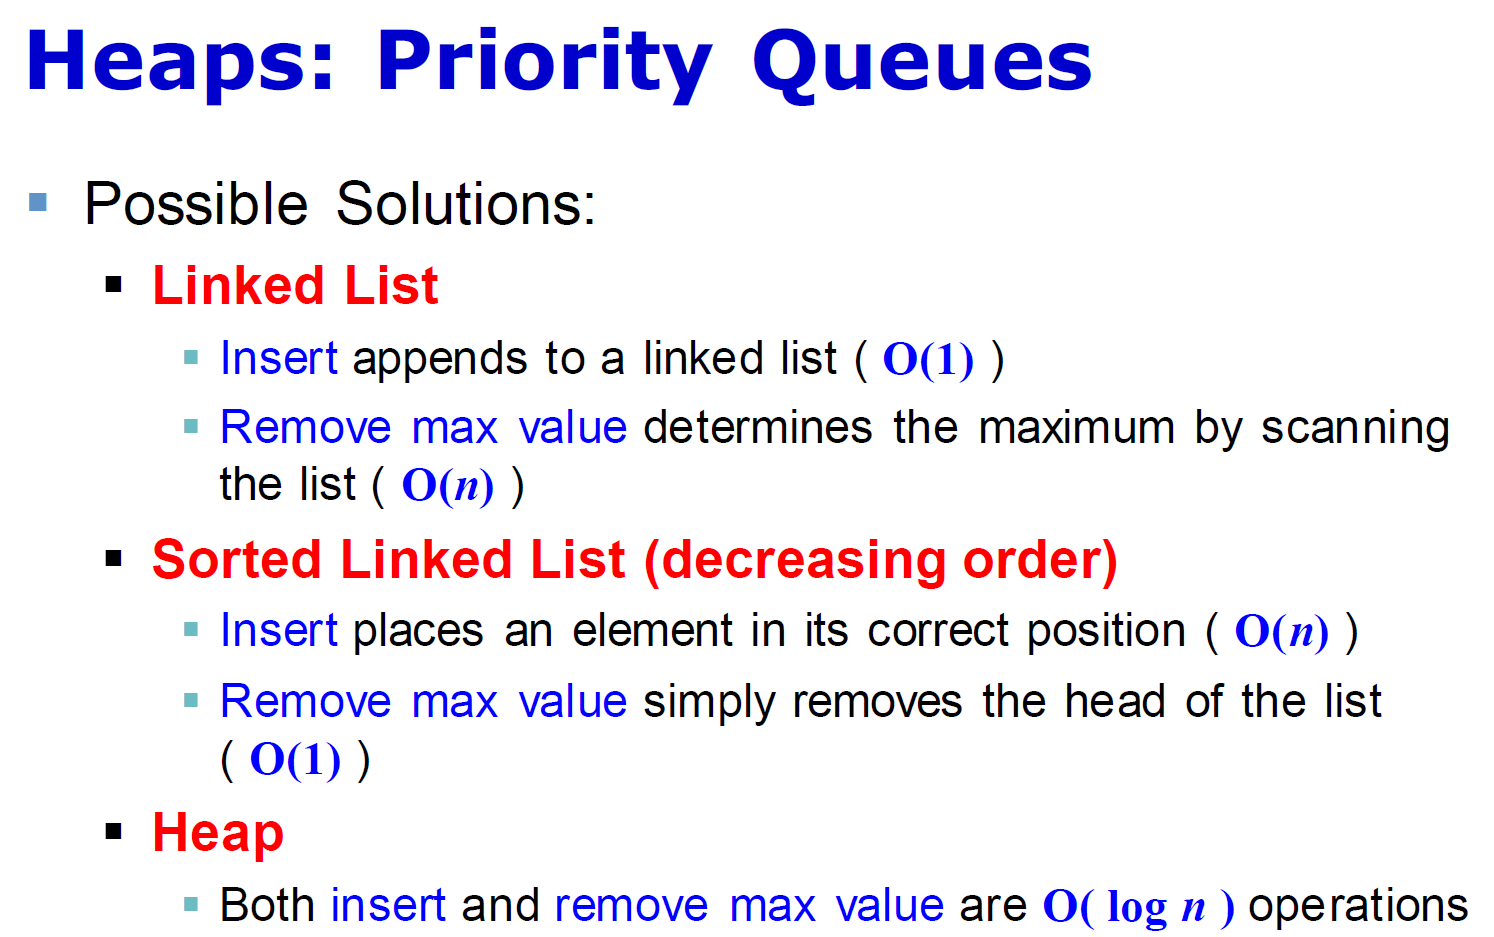 Heaps: Priority Queues
▪ Possible Solutions:
▪ Linked List
▪ Insert appends to a linked list ( O(1) )
▪ Remove max value determines the maximum by scanning
the list ( O(n) )
▪ Sorted Linked List (decreasing order)
▪ Insert places an element in its correct position ( O(n) )
▪ Remove max value simply removes the head of the list
( O(1) )
▪ Heap
▪ Both insert and remove max value are O( log n ) operations